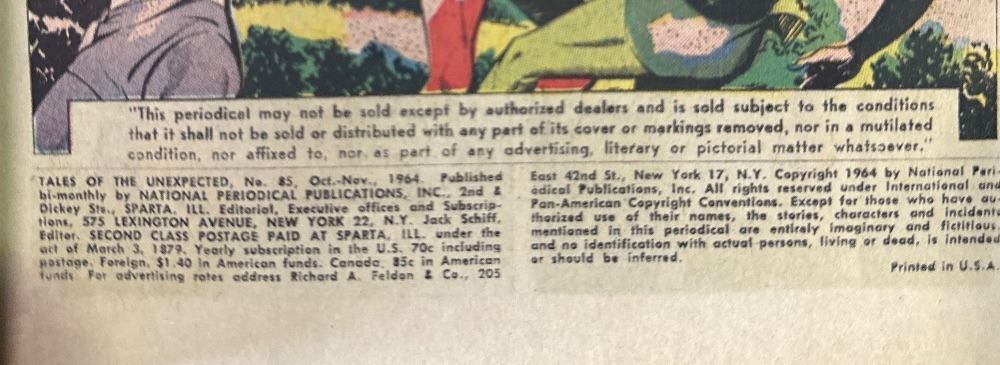 "This periodical may not be sold except by authorized dealers and is sold subject to the conditions
that it shall not be sold or distributed with any part of its cover or markings removed, nor in a mutilated
condition, nor affixed to, nor as part of any advertising, literary or pictorial matter whatsoever."
TALES OF THE UNEXPECTED, No. 85, Oct.-Nov., 1964. Published
bi-monthly by NATIONAL PERIODICAL PUBLICATIONS, INC., 2nd &
Dickey Sts., SPARTA, ILL. Editorial, Executive offices and Subscrip-
tions, 575 LEXINGTON AVENUE, NEW YORK 22, N.Y. Jack Schiff,
Editor. SECOND CLASS POSTAGE PAID AT SPARTA, ILL. under the
act of March 3, 1879. Yearly subscription in the U.S. 70c including
postage. Foreign, $1.40 in American funds. Canada, 85c in American
funds. For advertising rates address Richard A. Feldon & Co., 205
East 42nd St., New York 17, N.Y. Copyright 1964 by National Peri-
odical Publications, Inc. All rights reserved under International and
Pan-American Copyright Conventions. Except for those who have au-
thorized use of their names, the stories, characters and incidents
mentioned in this periodical are entirely imaginary and fictitious,
and no identification with actual persons, living or dead, is intended
or should be inferred.
Printed in U.S.A.